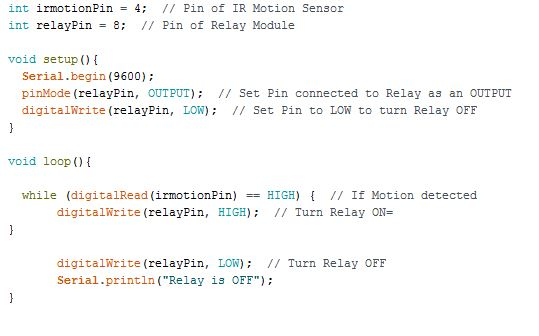 int irmotionPin = 4;  // Pin of IR Motion Sensor
int relayPin = 8;  // Pin of Relay Module
void setup(){
  Serial.begin(9600);
  pinMode(relayPin, OUTPUT);  // Set Pin connected to Relay as an OUTPUT
  digitalWrite(relayPin, LOW);  // Set Pin to LOW to turn Relay OFF
}
void loop(){
  while (digitalRead(irmotionPin) == HIGH) {  // If Motion detected
       digitalWrite(relayPin, HIGH);  // Turn Relay ON=
}
       digitalWrite(relayPin, LOW);  // Turn Relay OFF
       Serial.println("Relay is OFF");
}